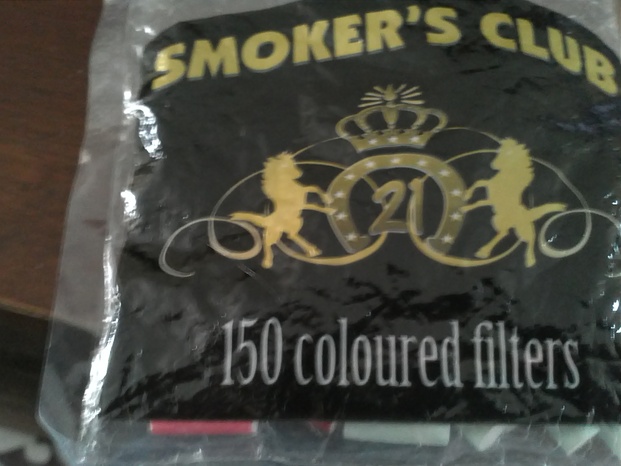 SMOKER'S CLUB
21
150 coloured filters